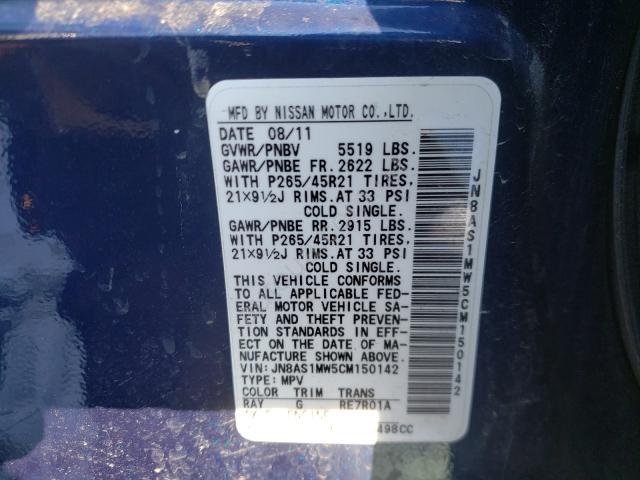 MFD BY NISSAN MOTOR CO.,LTD.
DATE 08/11
GVWR/PNBV 5519 LBS.
GAWR/PNBE FR. 2622 LBS.
WITH P265/45R21 TIRES,
21×9½J RIMS.AT 33 PSI
COLD SINGLE.
GAWR/PNBE RR. 2915 LBS.
WITH P265/45R21 TIRES,
21×9½J RIMS.AT 33 PSI
COLD SINGLE.
THIS VEHICLE CONFORMS
TO ALL APPLICABLE FED-
ERAL MOTOR VEHICLE SA-
FETY AND THEFT PREVEN-
TION STANDARDS IN EFF-
ECT ON THE DATE OF MA-
NUFACTURE SHOWN ABOVE.
VIN: JN8AS1MW5CM150142
TYPE: MPV
COLOR TRIM TRANS
RAY G RE7R01A
498CC
JN8AS1MW5CM150142